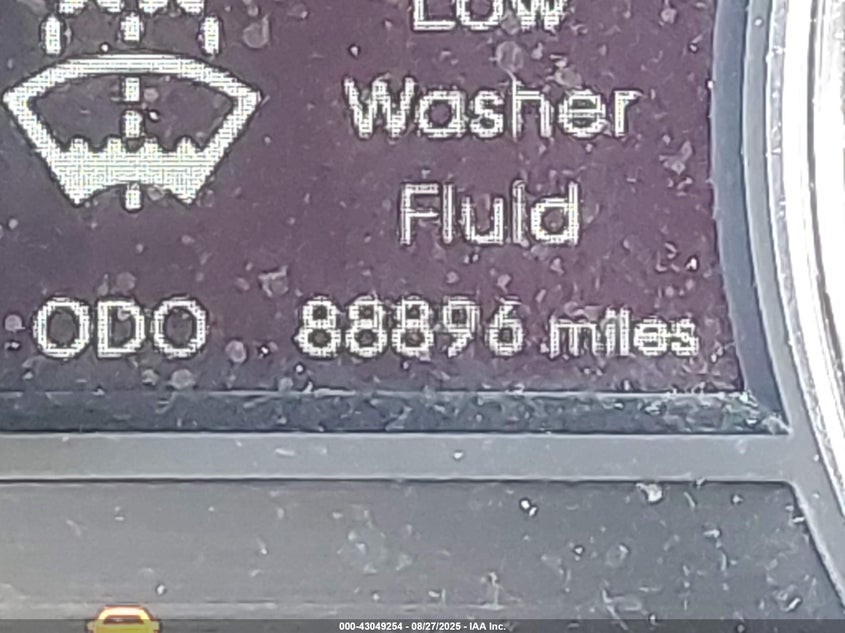 Low
Washer
Fluid
ODO 88896 miles
000-43049254 - 08/27/2025 - IAA Inc.